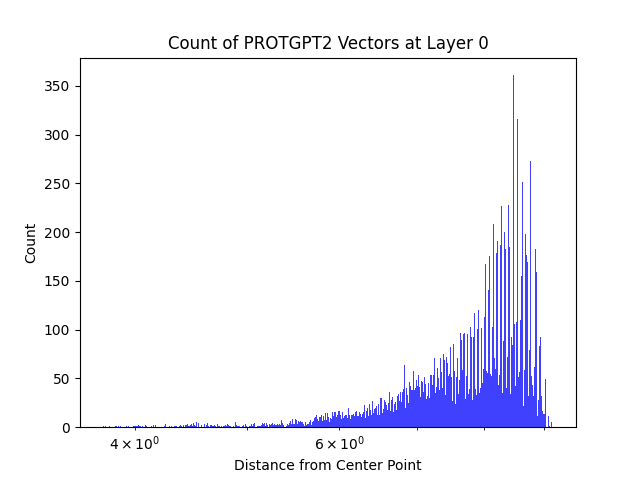 Count of PROTGPT2 Vectors at Layer 0
350
300
250
200
150
100
50
0
Count
4 × 10⁰
6 × 10⁰
Distance from Center Point